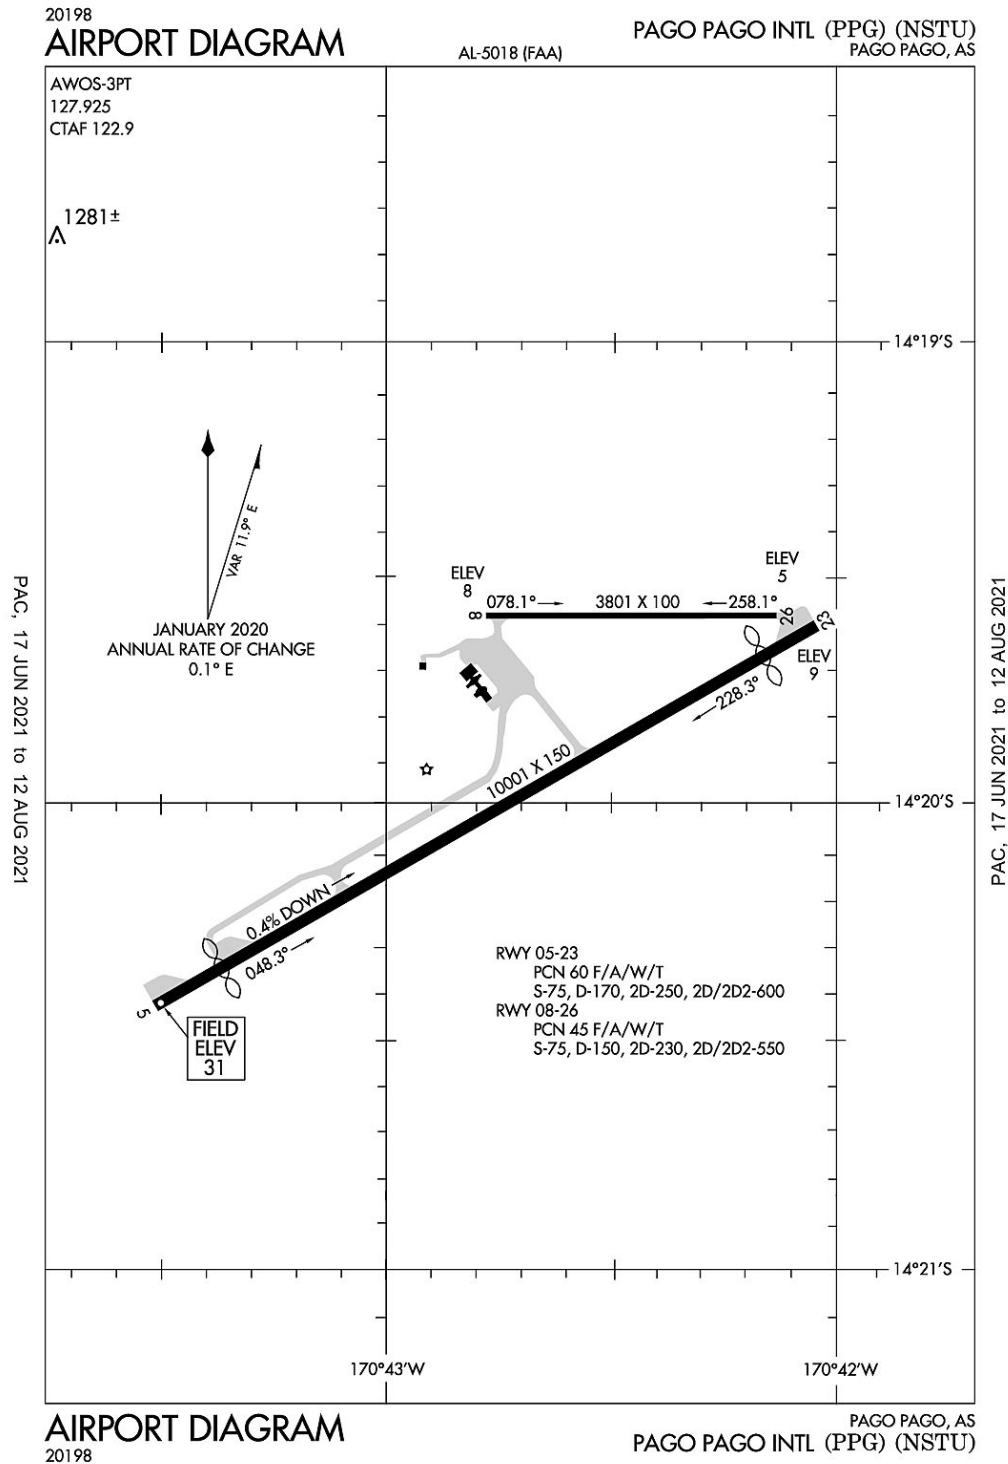 20198
AIRPORT DIAGRAM
AL-5018 (FAA)
PAGO PAGO INTL (PPG) (NSTU)
PAGO PAGO, AS
AWOS-3PT
127.925
CTAF 122.9
1281±
14°19'S
VAR 11.9° E
JANUARY 2020
ANNUAL RATE OF CHANGE
0.1° E
ELEV
8
ELEV
5
8
078.1°
3801 X 100
258.1°
26
23
ELEV
9
228.3°
10001 X 150
14°20'S
0.4% DOWN
048.3°
5
FIELD
ELEV
31
RWY 05-23
PCN 60 F/A/W/T
S-75, D-170, 2D-250, 2D/2D2-600
RWY 08-26
PCN 45 F/A/W/T
S-75, D-150, 2D-230, 2D/2D2-550
14°21'S
170°43'W
170°42'W
PAC, 17 JUN 2021 to 12 AUG 2021
PAC, 17 JUN 2021 to 12 AUG 2021
AIRPORT DIAGRAM
20198
PAGO PAGO, AS
PAGO PAGO INTL (PPG) (NSTU)